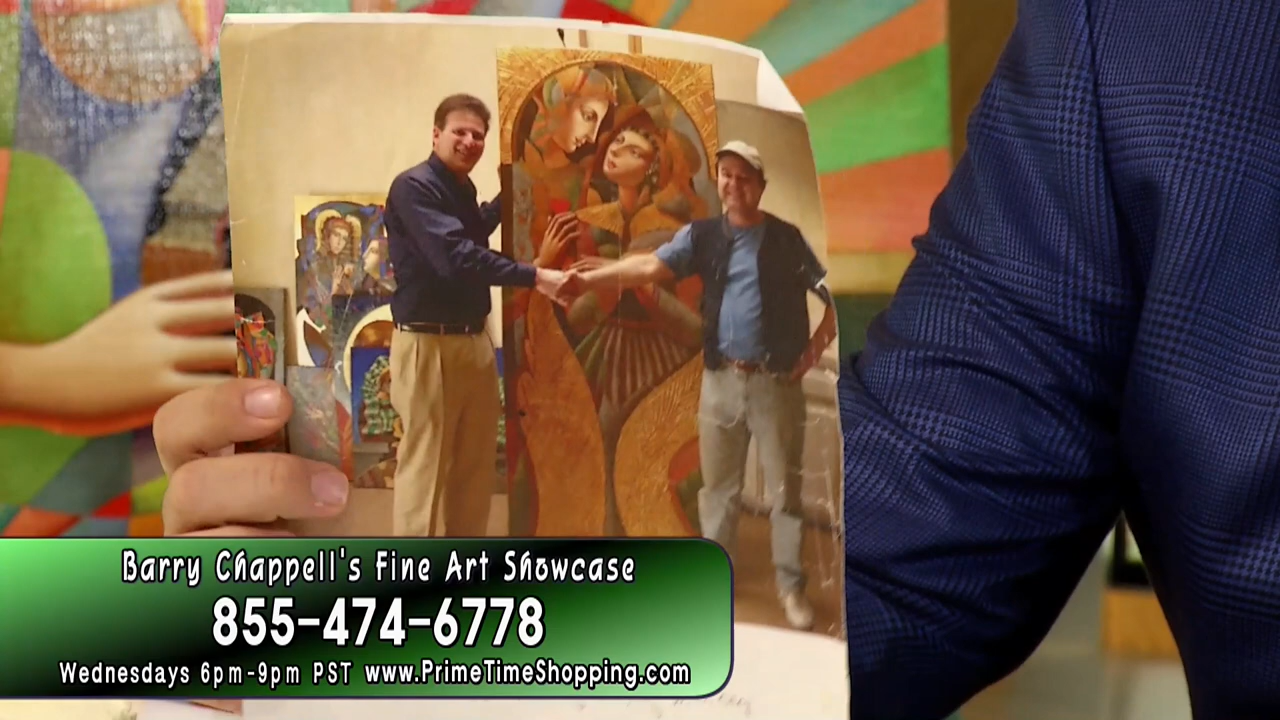 Barry Chappell's Fine Art Showcase
855-474-6778
Wednesdays 6pm-9pm PST www.PrimeTimeShopping.com